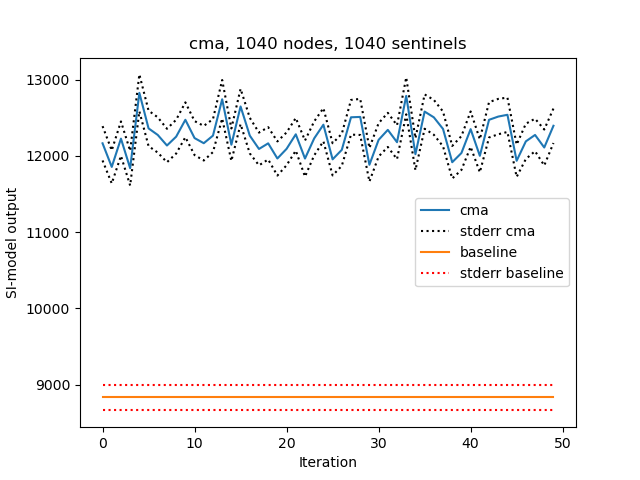 cma, 1040 nodes, 1040 sentinels
13000
12000
11000
10000
9000
SI-model output
cma
stderr cma
baseline
stderr baseline
0 10 20 30 40 50
Iteration